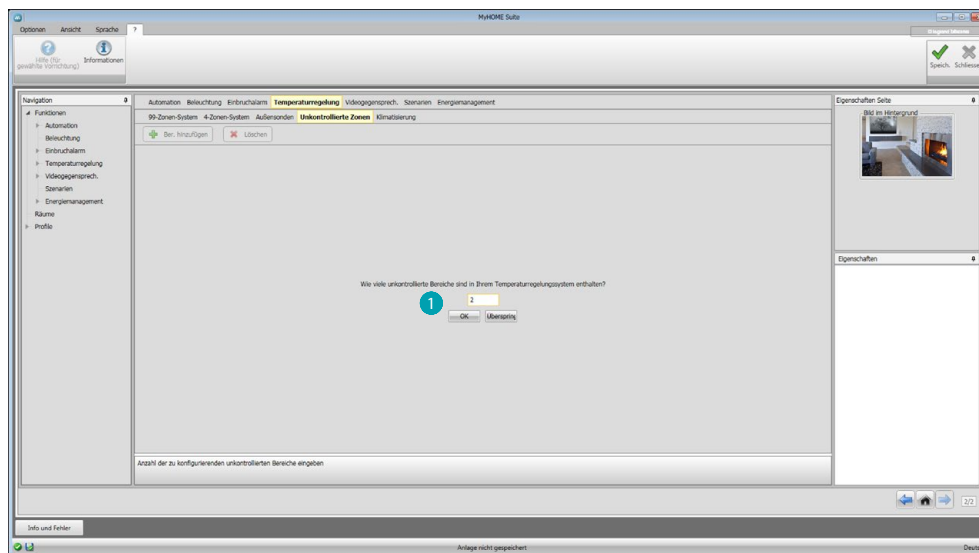 MyHOME Suite
Optionen Ansicht Sprache ?
Hilfe (für gewählte Vorrichtung)
Informationen
Speich. Schliesse
Navigation
Funktionen
Automation
Beleuchtung
Einbruchalarm
Temperaturregelung
Videogegensprech.
Szenarien
Energiemanagement
Räume
Profile
Automation Beleuchtung Einbruchalarm Temperaturregelung Videogegensprech. Szenarien Energiemanagement
99-Zonen-System 4-Zonen-System Außensonden Unkontrollierte Zonen Klimatisierung
Ber. hinzufügen Löschen
Wie viele unkontrollierte Bereiche sind in Ihrem Temperaturregelungssystem enthalten?
1
2
OK Überspring
Anzahl der zu konfigurierenden unkontrollierten Bereiche eingeben
Eigenschaften Seite
Bild im Hintergrund
Eigenschaften
2/2
Info und Fehler
Anlage nicht gespeichert
Deuts